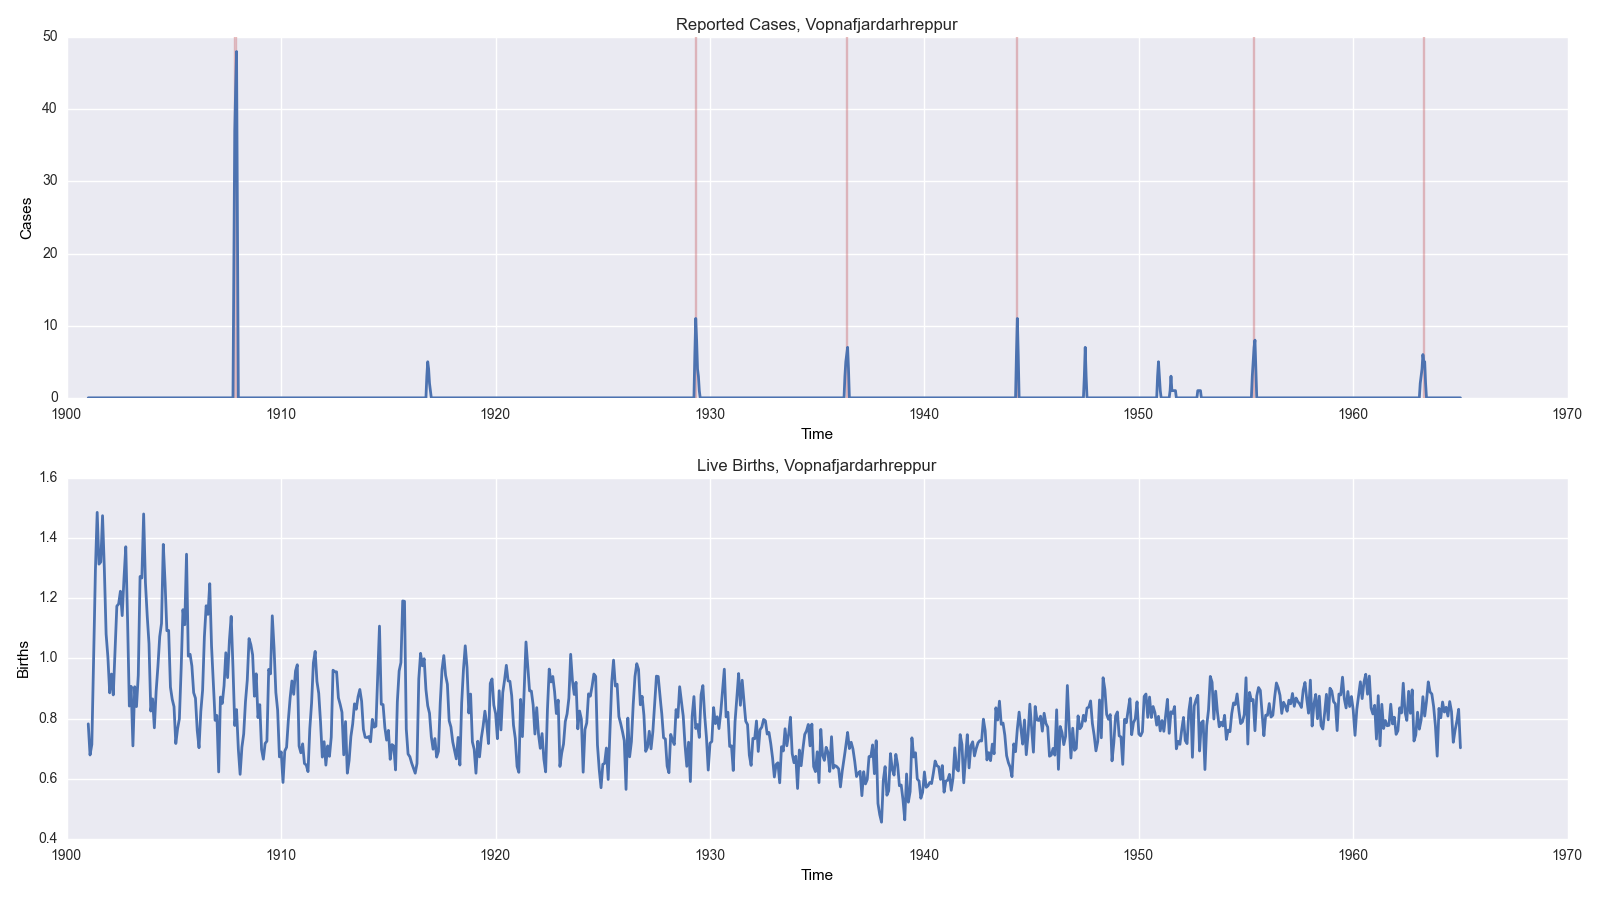 Reported Cases, Vopnafjardarhreppur
50
40
30
20
10
0
Cases
1900 1910 1920 1930 1940 1950 1960 1970
Time
Live Births, Vopnafjardarhreppur
1.6
1.4
1.2
1.0
0.8
0.6
0.4
Births
1900 1910 1920 1930 1940 1950 1960 1970
Time